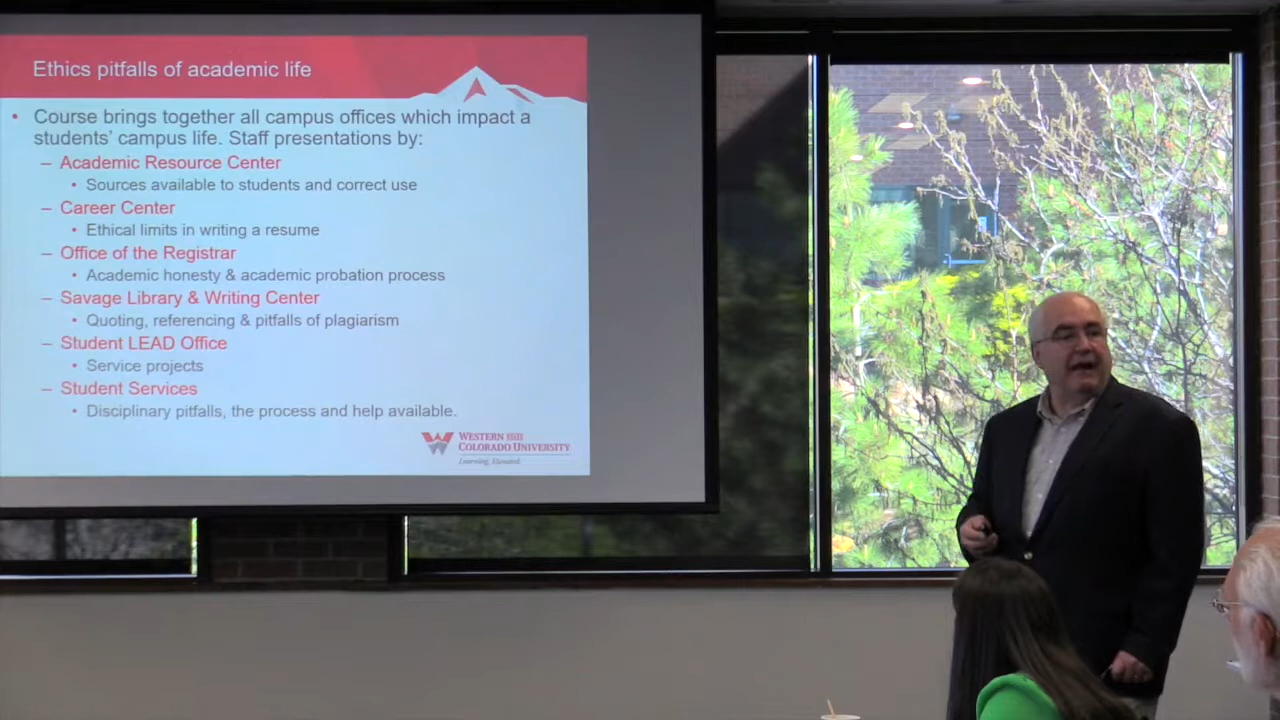 Ethics pitfalls of academic life
• Course brings together all campus offices which impact a
students' campus life. Staff presentations by:
– Academic Resource Center
• Sources available to students and correct use
– Career Center
• Ethical limits in writing a resume
– Office of the Registrar
• Academic honesty & academic probation process
– Savage Library & Writing Center
• Quoting, referencing & pitfalls of plagiarism
– Student LEAD Office
• Service projects
– Student Services
• Disciplinary pitfalls, the process and help available.
WESTERN
COLORADO UNIVERSITY
Learning, Elevated.